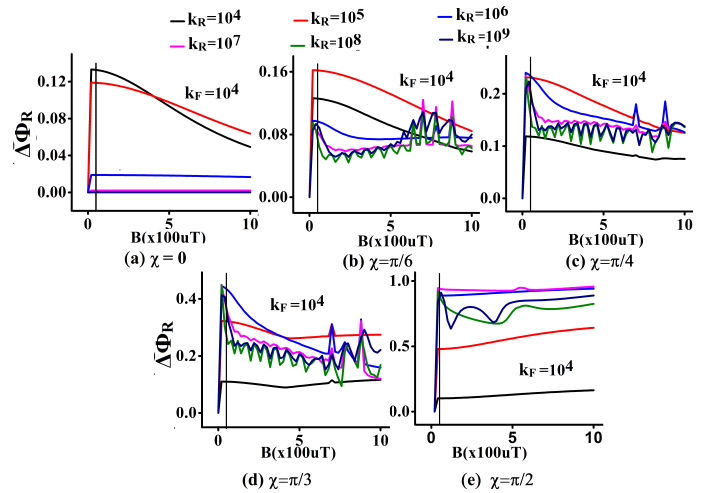 k_R=10^4 k_R=10^5 k_R=10^6
k_R=10^7 k_R=10^8 k_R=10^9
Δ̄Φ_R
0.12
0.08
0.04
0.00
k_F=10^4
0 5 10
B(x100uT)
(a) χ = 0
0.16
0.08
0.00
k_F=10^4
0 5 10
B(x100uT)
(b) χ=π/6
0.2
0.1
0.0
k_F=10^4
0 5 10
B(x100uT)
(c) χ=π/4
Δ̄Φ_R
0.4
0.2
0.0
k_F=10^4
0 5 10
B(x100uT)
(d) χ=π/3
1.0
0.5
0.0
k_F=10^4
0 5 10
B(x100uT)
(e) χ=π/2